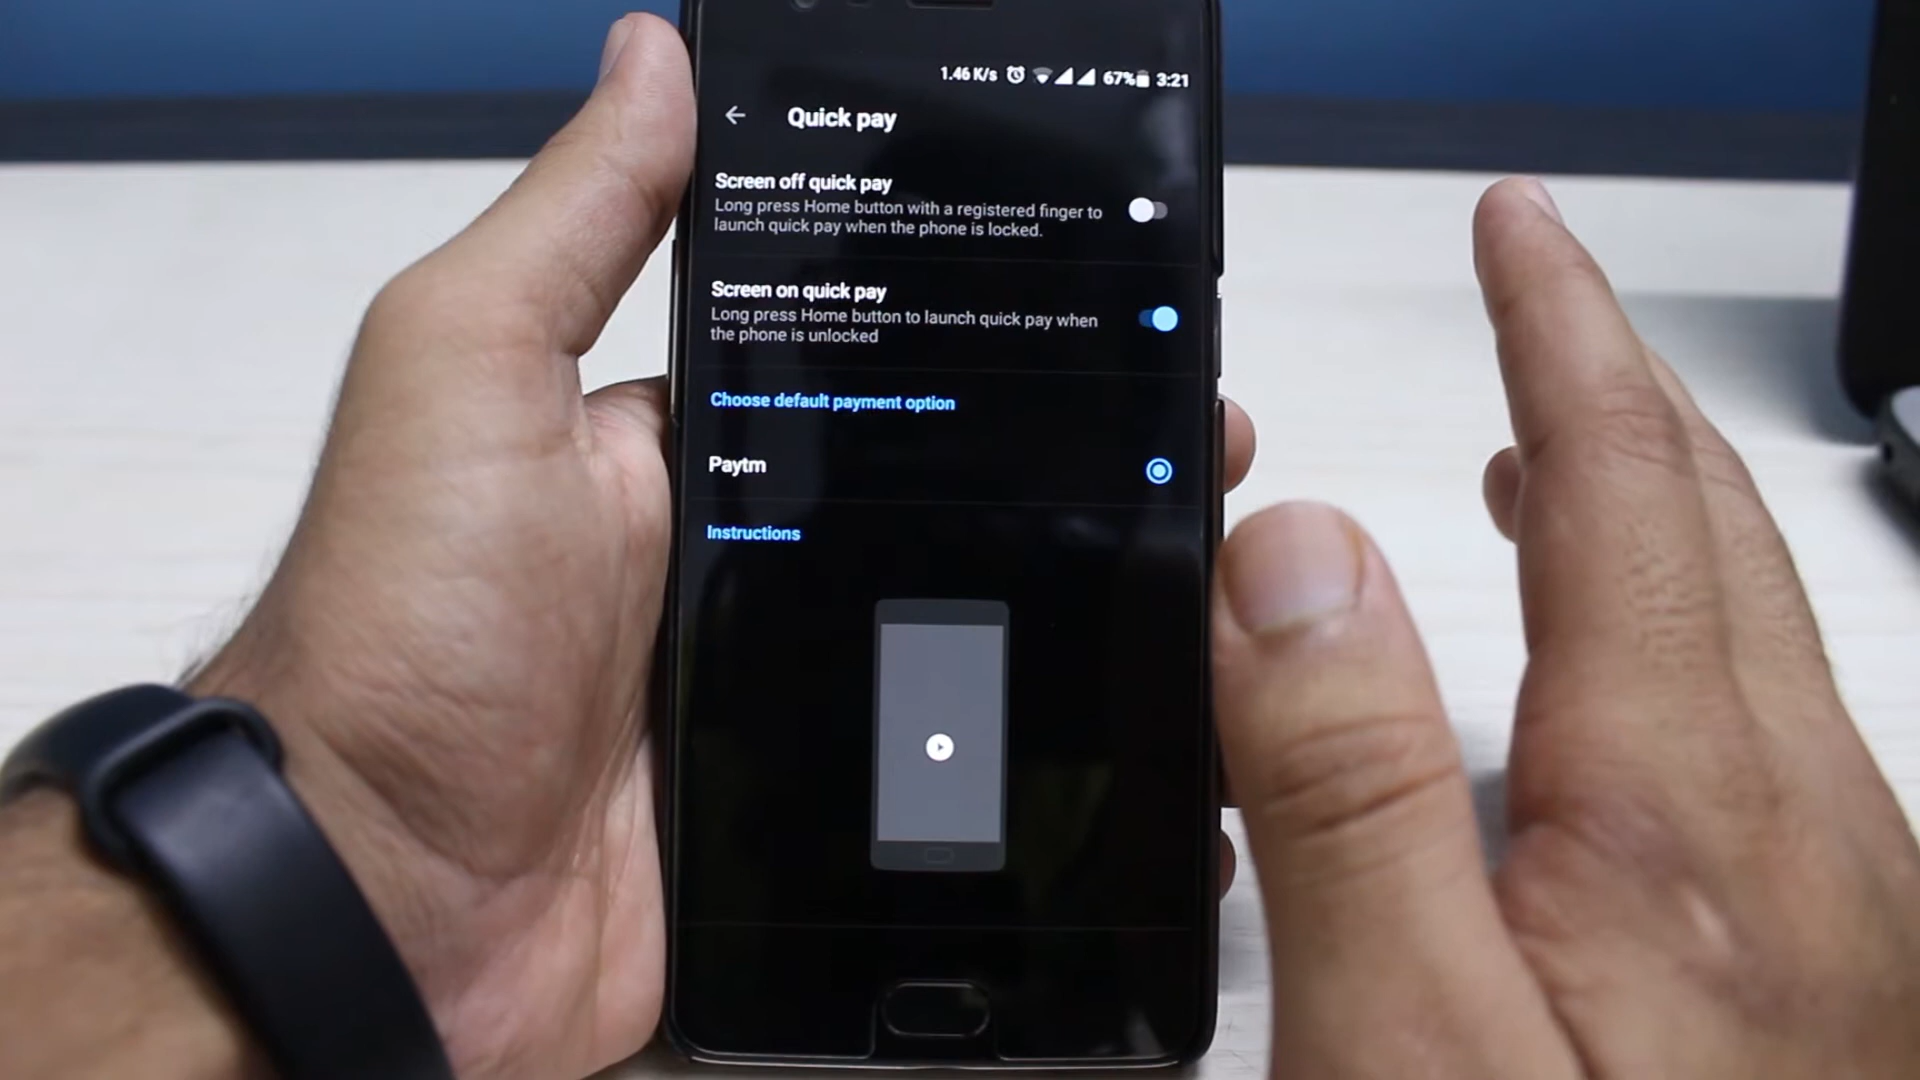 1.46 K/s 67% 3:21
Quick pay
Screen off quick pay
Long press Home button with a registered finger to
launch quick pay when the phone is locked.
Screen on quick pay
Long press Home button to launch quick pay when
the phone is unlocked
Choose default payment option
Paytm
Instructions